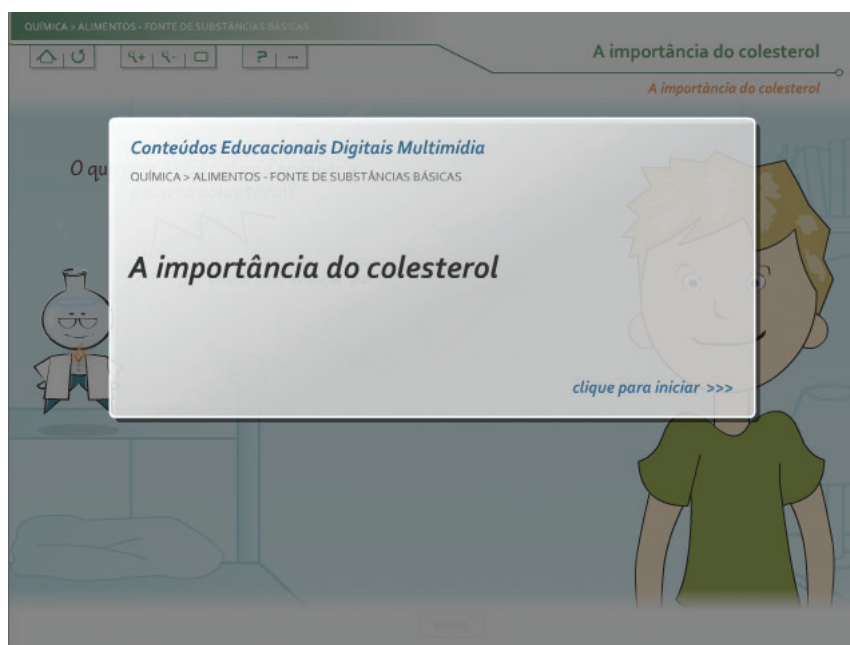 QUÍMICA > ALIMENTOS - FONTE DE SUBSTÂNCIAS BÁSICAS
A importância do colesterol
A importância do colesterol
O qu
Conteúdos Educacionais Digitais Multimídia
QUÍMICA > ALIMENTOS - FONTE DE SUBSTÂNCIAS BÁSICAS
A importância do colesterol
clique para iniciar >>>